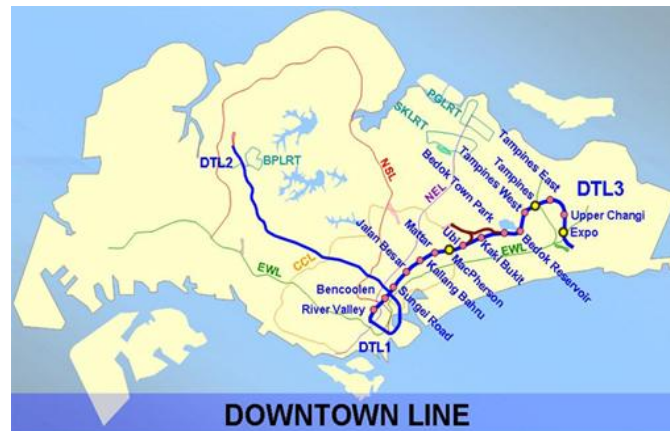 PGLRT
SKLRT
DTL2
BPLRT
NSL
NEL
Bedok Town Park
Tampines West
Tampines
Tampines East
DTL3
Upper Changi
Expo
Jalan Besar
Mattar
Ubi
Kaki Bukit
EWL
Bedok Reservoir
CCL
EWL
MacPherson
Kallang Bahru
Bencoolen
Sungei Road
River Valley
DTL1
DOWNTOWN LINE